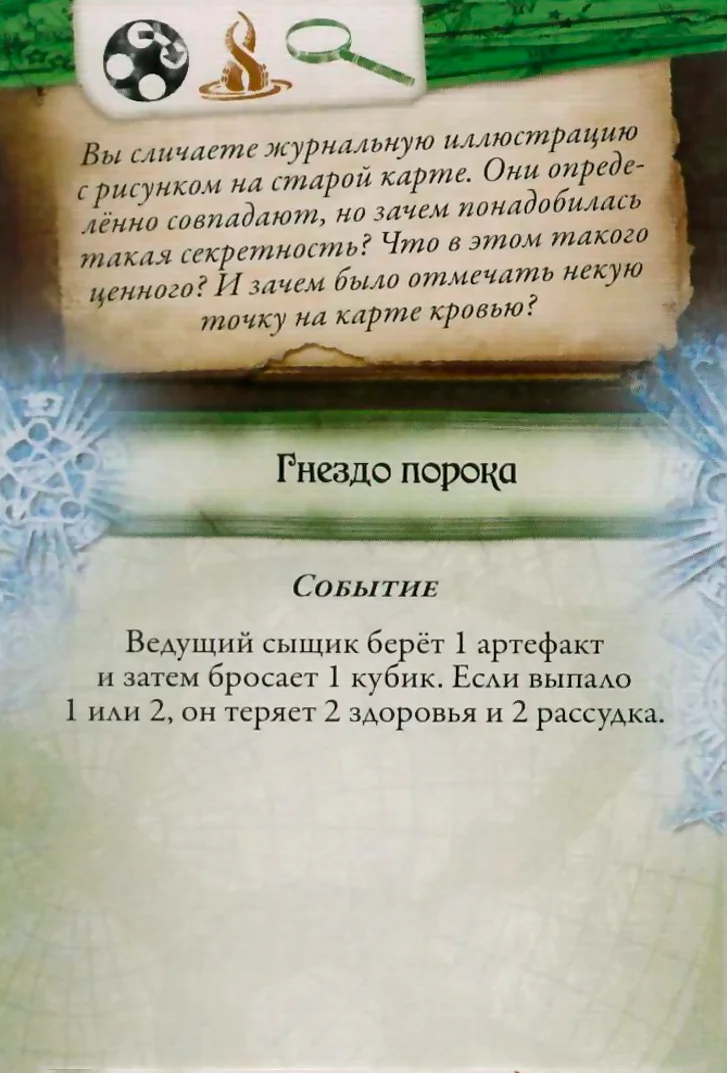 Вы сличаете журнальную иллюстрацию
с рисунком на старой карте. Они опреде-
лённо совпадают, но зачем понадобилась
такая секретность? Что в этом такого
ценного? И зачем было отмечать некую
точку на карте кровью?
Гнездо порока
Событие
Ведущий сыщик берёт 1 артефакт
и затем бросает 1 кубик. Если выпало
1 или 2, он теряет 2 здоровья и 2 рассудка.